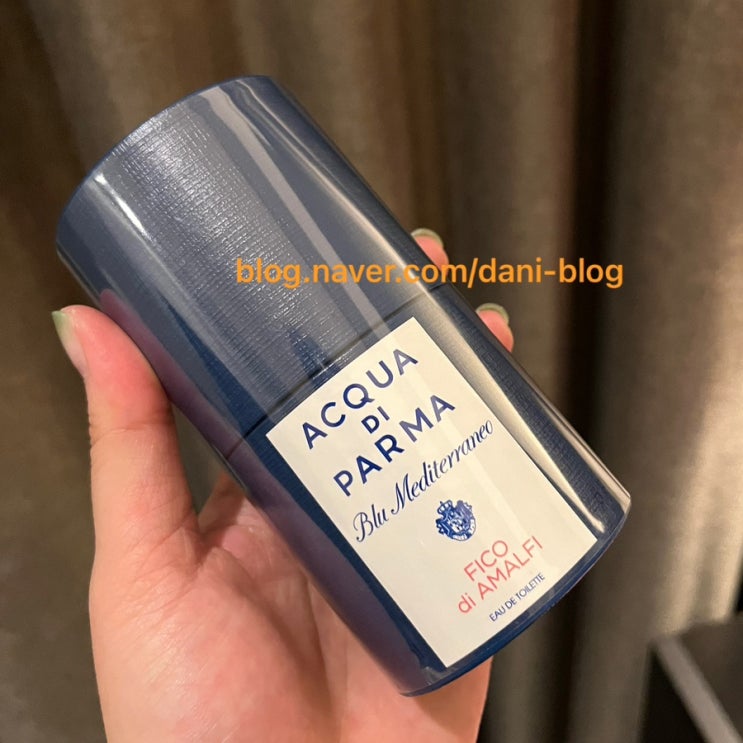 blog.naver.com/dani-blog
ACQUA
DI
PARMA
Blu Mediterraneo
FICO
di AMALFI
EAU DE TOILETTE